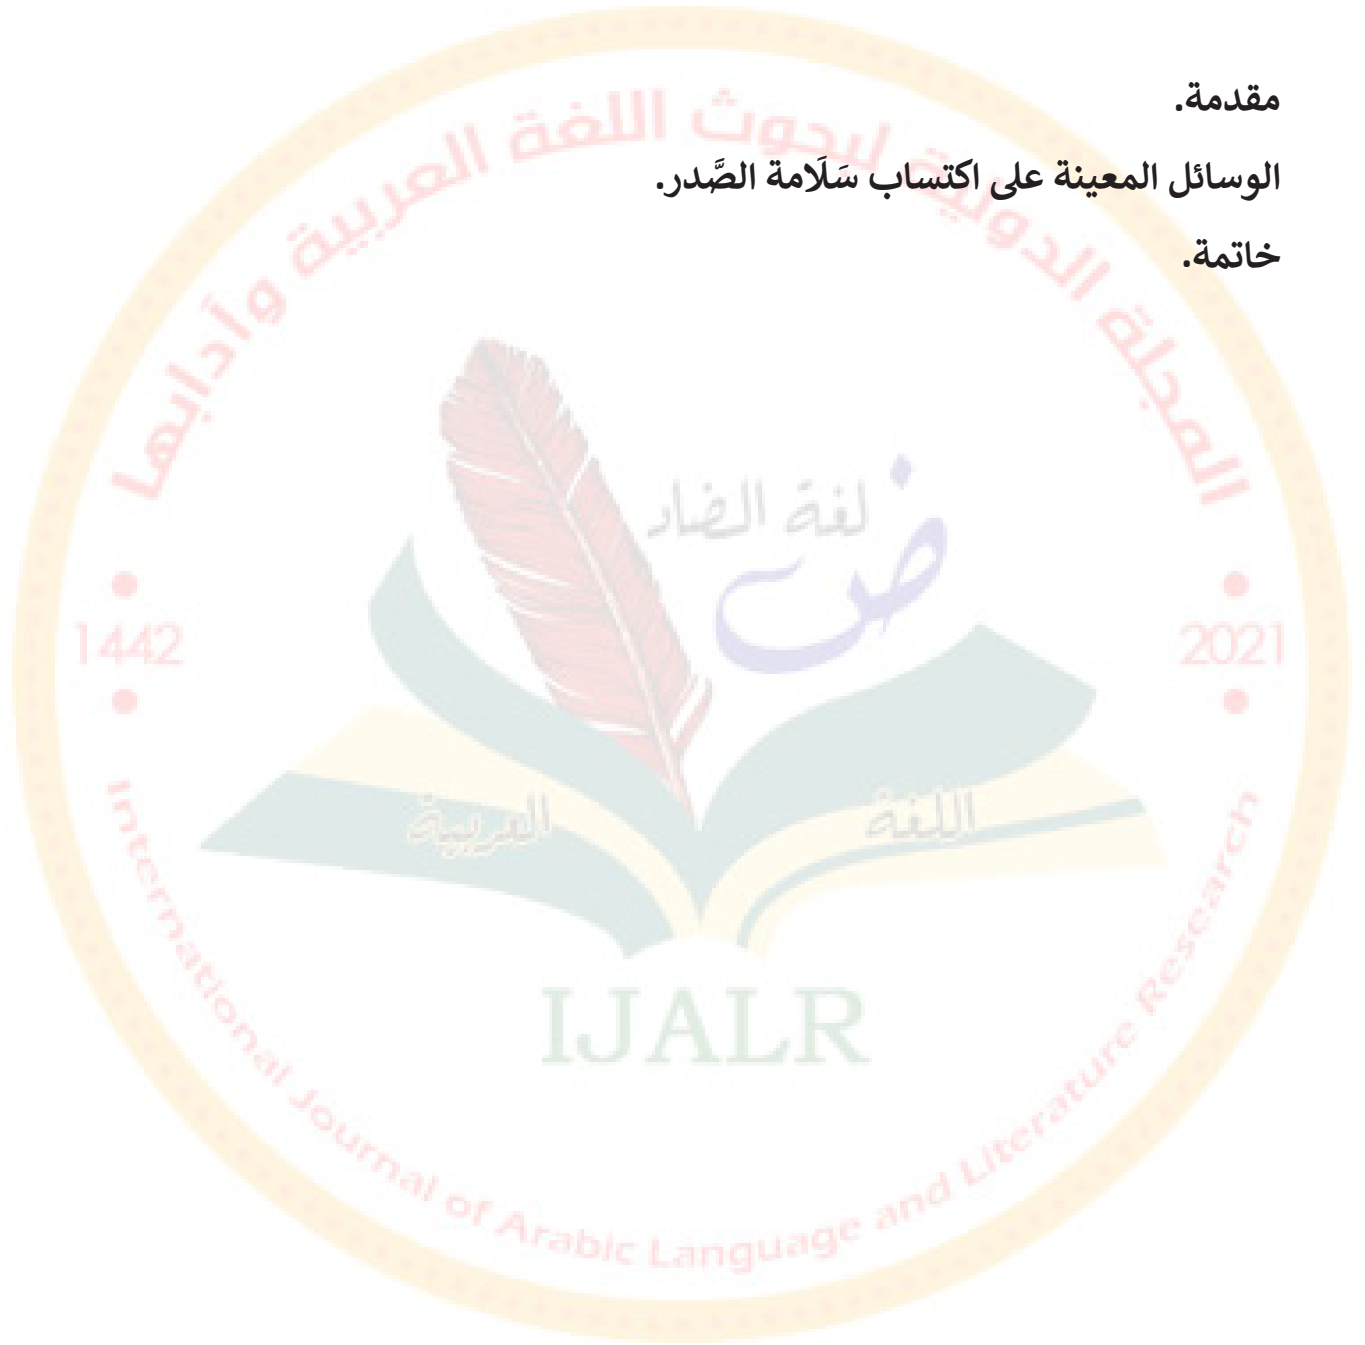 مقدمة.
الوسائل المعينة على اكتساب سَلَامة الصَّدر.
خاتمة.
المجلة الدولية لبحوث اللغة العربية وآدابها
لغة الضاد
ض
1442
2021
العربية
اللغة
IJALR
International Journal of Arabic Language and Literature Research